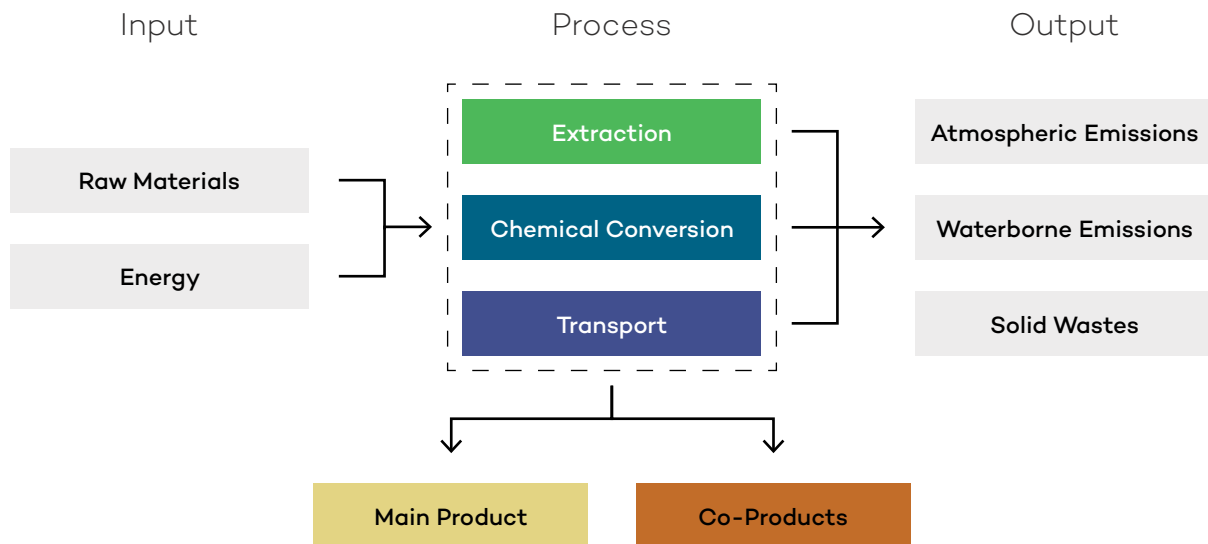 Input
Process
Output
Raw Materials
Energy
Extraction
Chemical Conversion
Transport
Atmospheric Emissions
Waterborne Emissions
Solid Wastes
Main Product
Co-Products